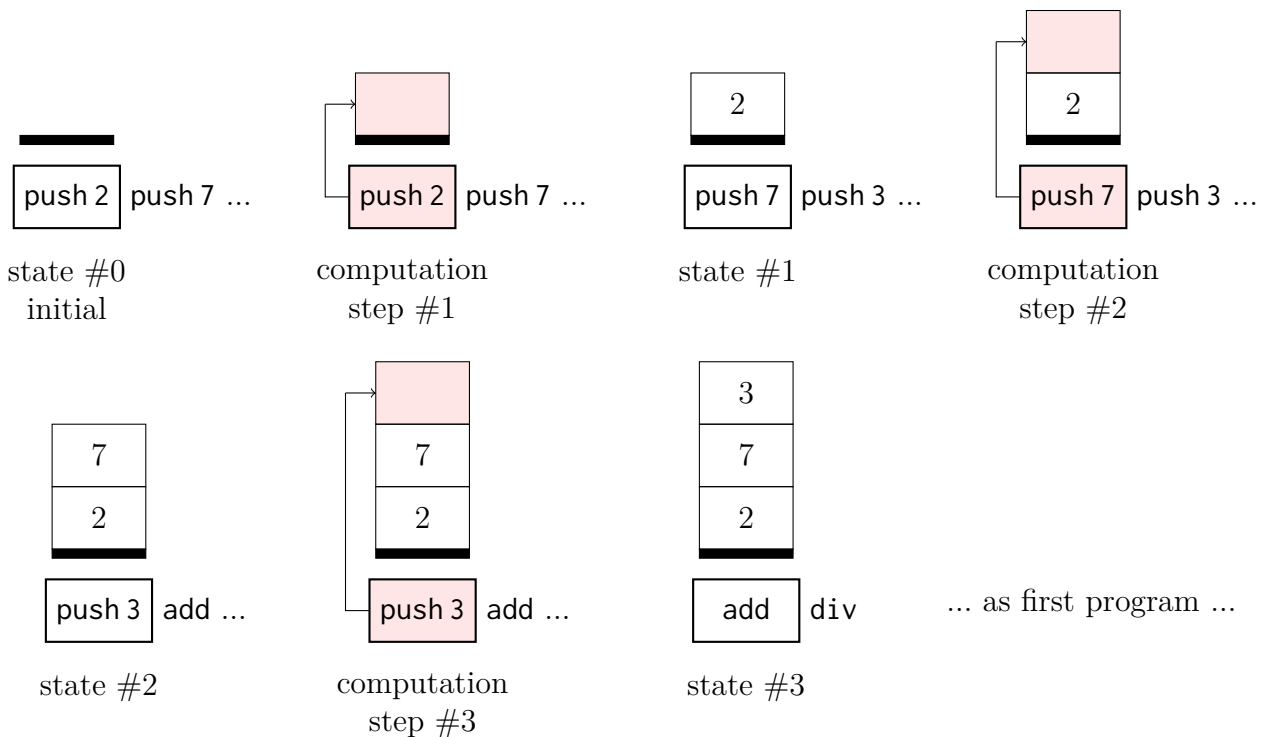 2
push 2 push 7 ...
push 2 push 7 ...
2
push 7 push 3 ...
push 7 push 3 ...
state #0
initial
computation
step #1
state #1
computation
step #2
3
7
7
7
2
2
2
push 3 add ...
push 3 add ...
add div
... as first program ...
state #2
computation
step #3
state #3